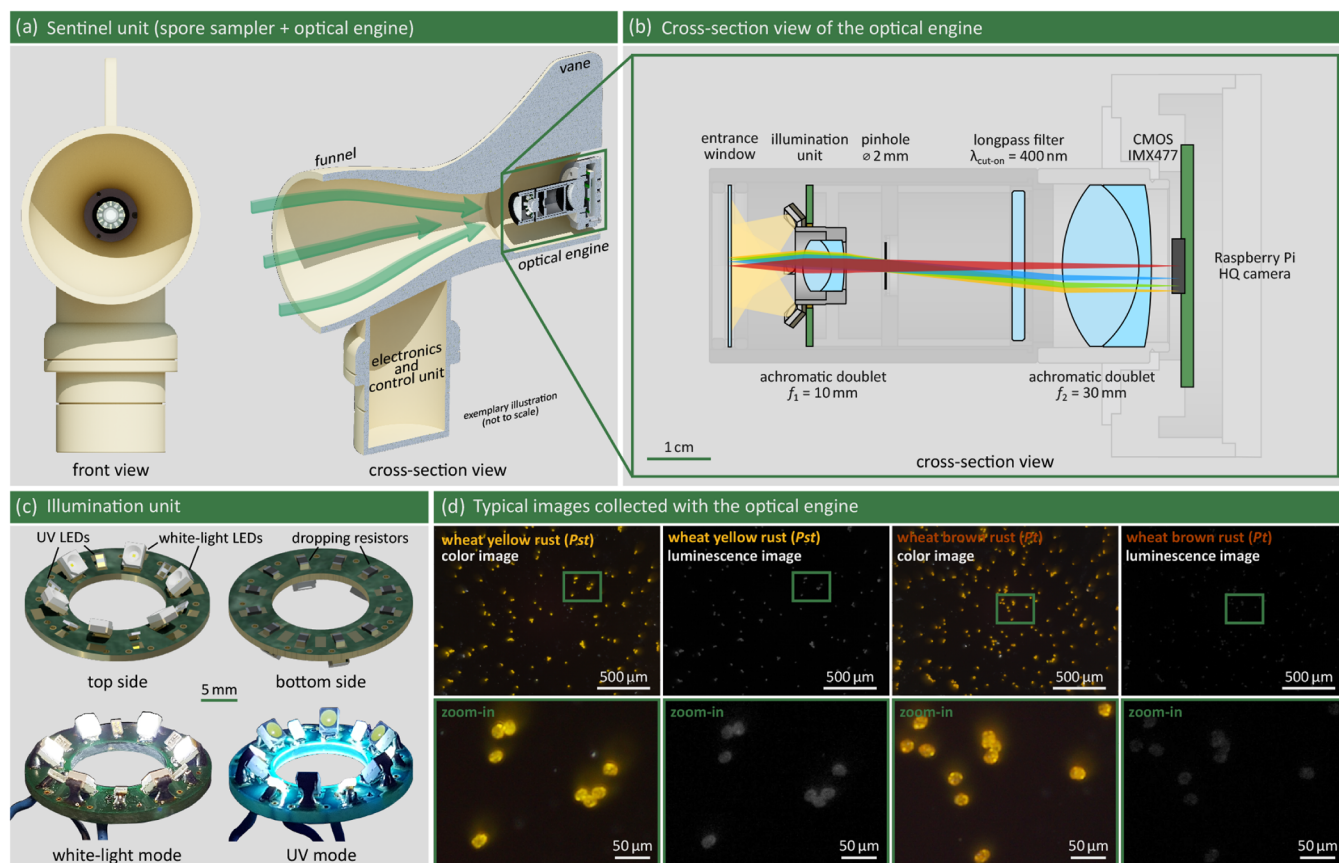 (a) Sentinel unit (spore sampler + optical engine)
vane
funnel
optical engine
electronics
and
control unit
exemplary illustration
(not to scale)
front view
cross-section view
(b) Cross-section view of the optical engine
entrance
window
illumination
unit
pinhole
⌀ 2 mm
longpass filter
λcut-on = 400 nm
CMOS
IMX477
Raspberry Pi
HQ camera
achromatic doublet
f1 = 10 mm
achromatic doublet
f2 = 30 mm
1 cm
cross-section view
(c) Illumination unit
UV LEDs
white-light LEDs
dropping resistors
top side
5 mm
bottom side
white-light mode
UV mode
(d) Typical images collected with the optical engine
wheat yellow rust (Pst)
color image
500 µm
wheat yellow rust (Pst)
luminescence image
500 µm
wheat brown rust (Pt)
color image
500 µm
wheat brown rust (Pt)
luminescence image
500 µm
zoom-in
50 µm
zoom-in
50 µm
zoom-in
50 µm
zoom-in
50 µm